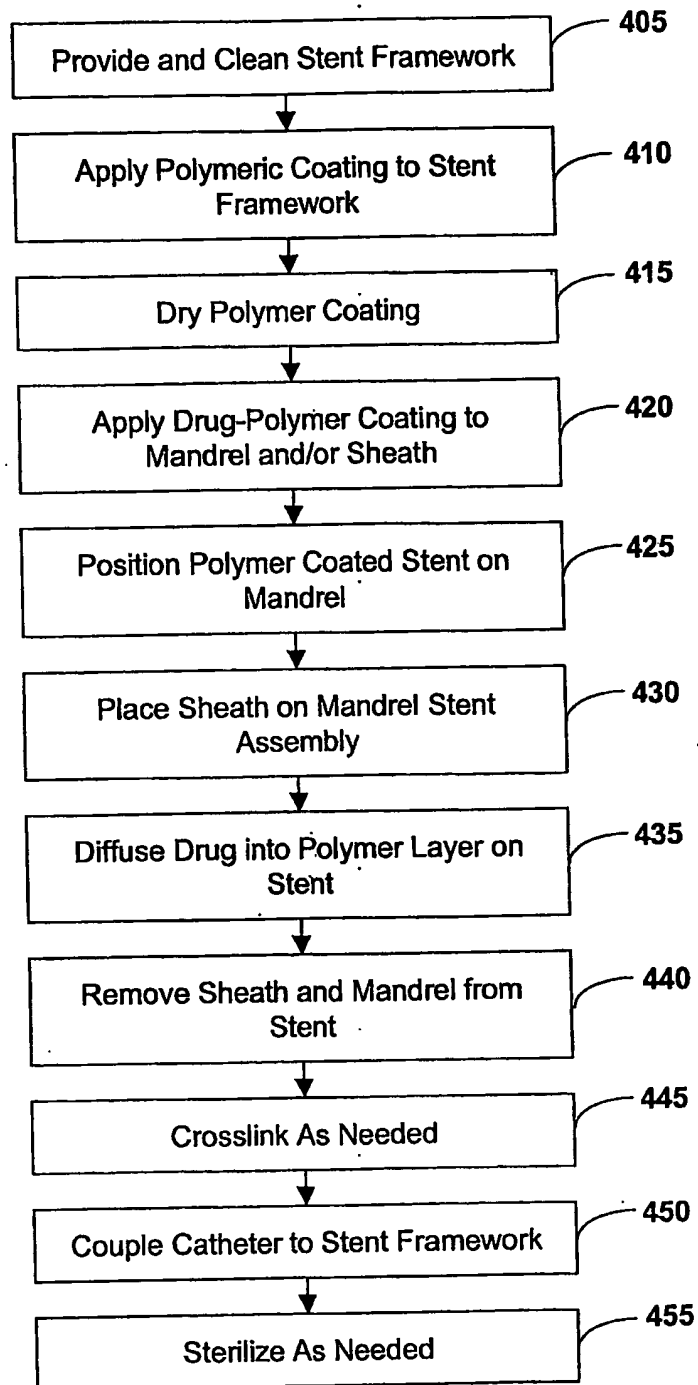 405
Provide and Clean Stent Framework
410
Apply Polymeric Coating to Stent
Framework
415
Dry Polymer Coating
420
Apply Drug-Polymer Coating to
Mandrel and/or Sheath
425
Position Polymer Coated Stent on
Mandrel
430
Place Sheath on Mandrel Stent
Assembly
435
Diffuse Drug into Polymer Layer on
Stent
440
Remove Sheath and Mandrel from
Stent
445
Crosslink As Needed
450
Couple Catheter to Stent Framework
455
Sterilize As Needed